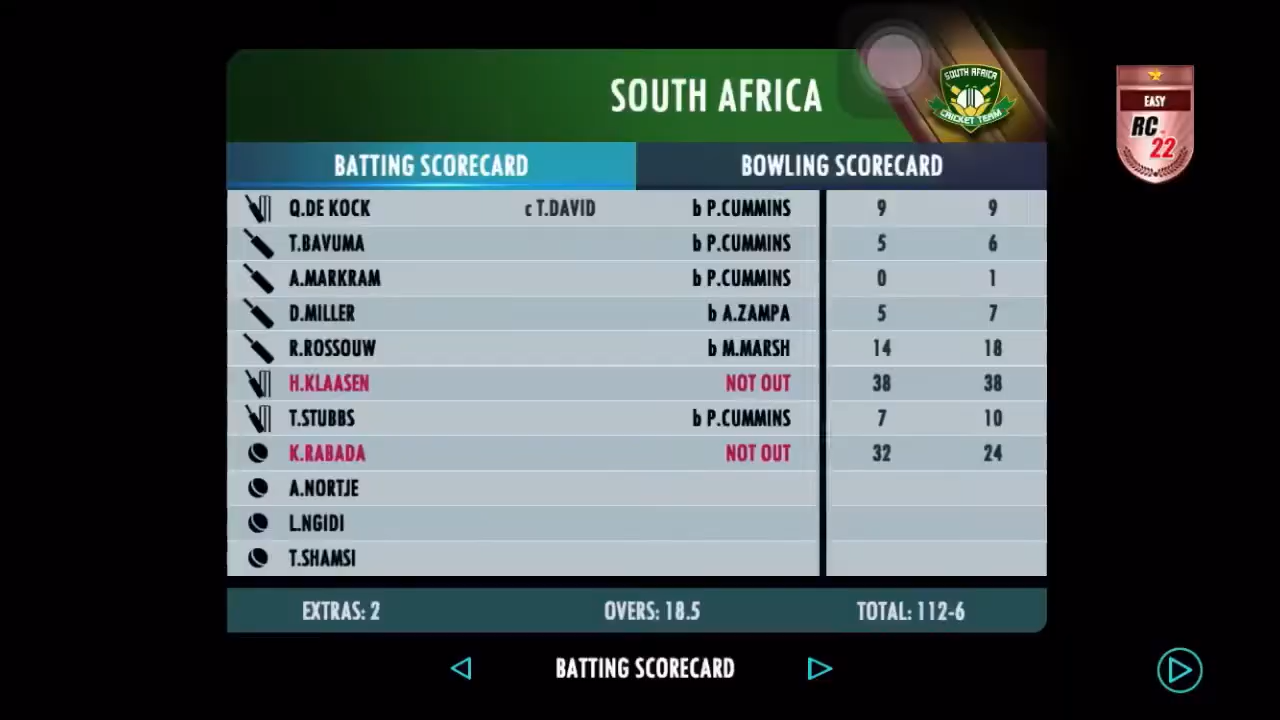 SOUTH AFRICA
SOUTH AFRICA
CRICKET TEAM
EASY
RC
22
BATTING SCORECARD BOWLING SCORECARD
Q.DE KOCK c T.DAVID b P.CUMMINS 9 9
T.BAVUMA b P.CUMMINS 5 6
A.MARKRAM b P.CUMMINS 0 1
D.MILLER b A.ZAMPA 5 7
R.ROSSOUW b M.MARSH 14 18
H.KLAASEN NOT OUT 38 38
T.STUBBS b P.CUMMINS 7 10
K.RABADA NOT OUT 32 24
A.NORTJE
L.NGIDI
T.SHAMSI
EXTRAS: 2 OVERS: 18.5 TOTAL: 112-6
BATTING SCORECARD